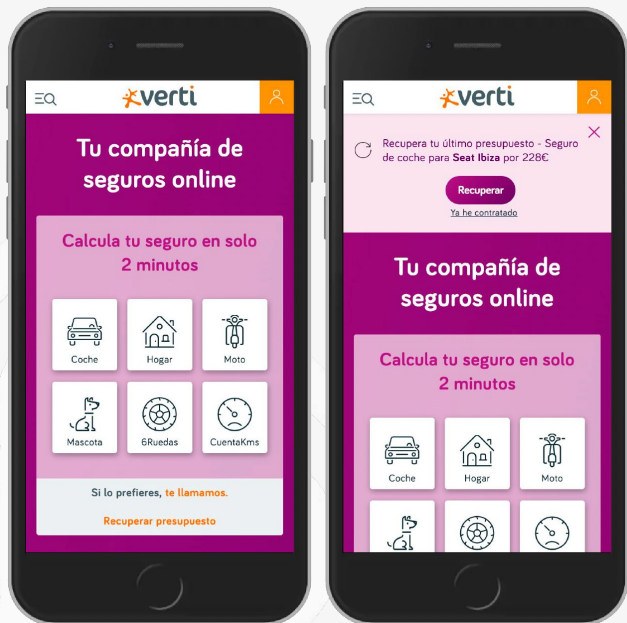 verti
Tu compañía de
seguros online
Calcula tu seguro en solo
2 minutos
Coche
Hogar
Moto
Mascota
6Ruedas
CuentaKms
Si lo prefieres, te llamamos.
Recuperar presupuesto
verti
Recupera tu último presupuesto - Seguro
de coche para Seat Ibiza por 228€
Recuperar
Ya he contratado
Tu compañía de
seguros online
Calcula tu seguro en solo
2 minutos
Coche
Hogar
Moto